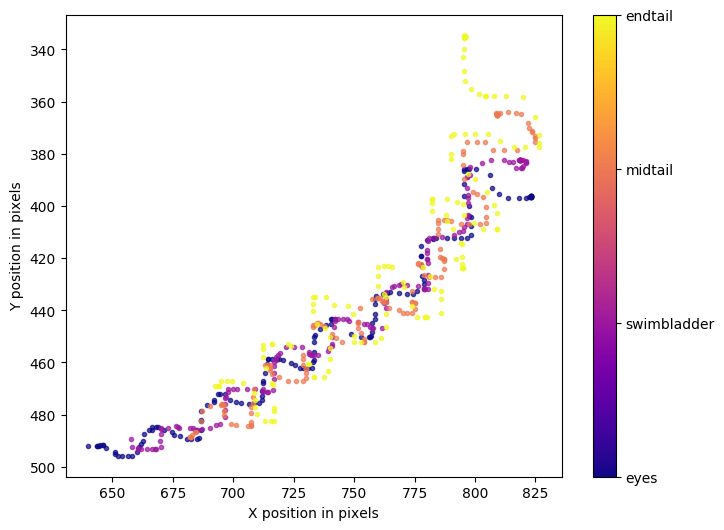 Y position in pixels
340
360
380
400
420
440
460
480
500
650
675
700
725
750
775
800
825
X position in pixels
endtail
midtail
swimbladder
eyes